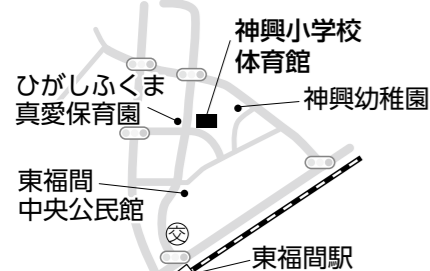 神興小学校
体育館
ひがしふくま
真愛保育園
神興幼稚園
東福間
中央公民館
交
東福間駅